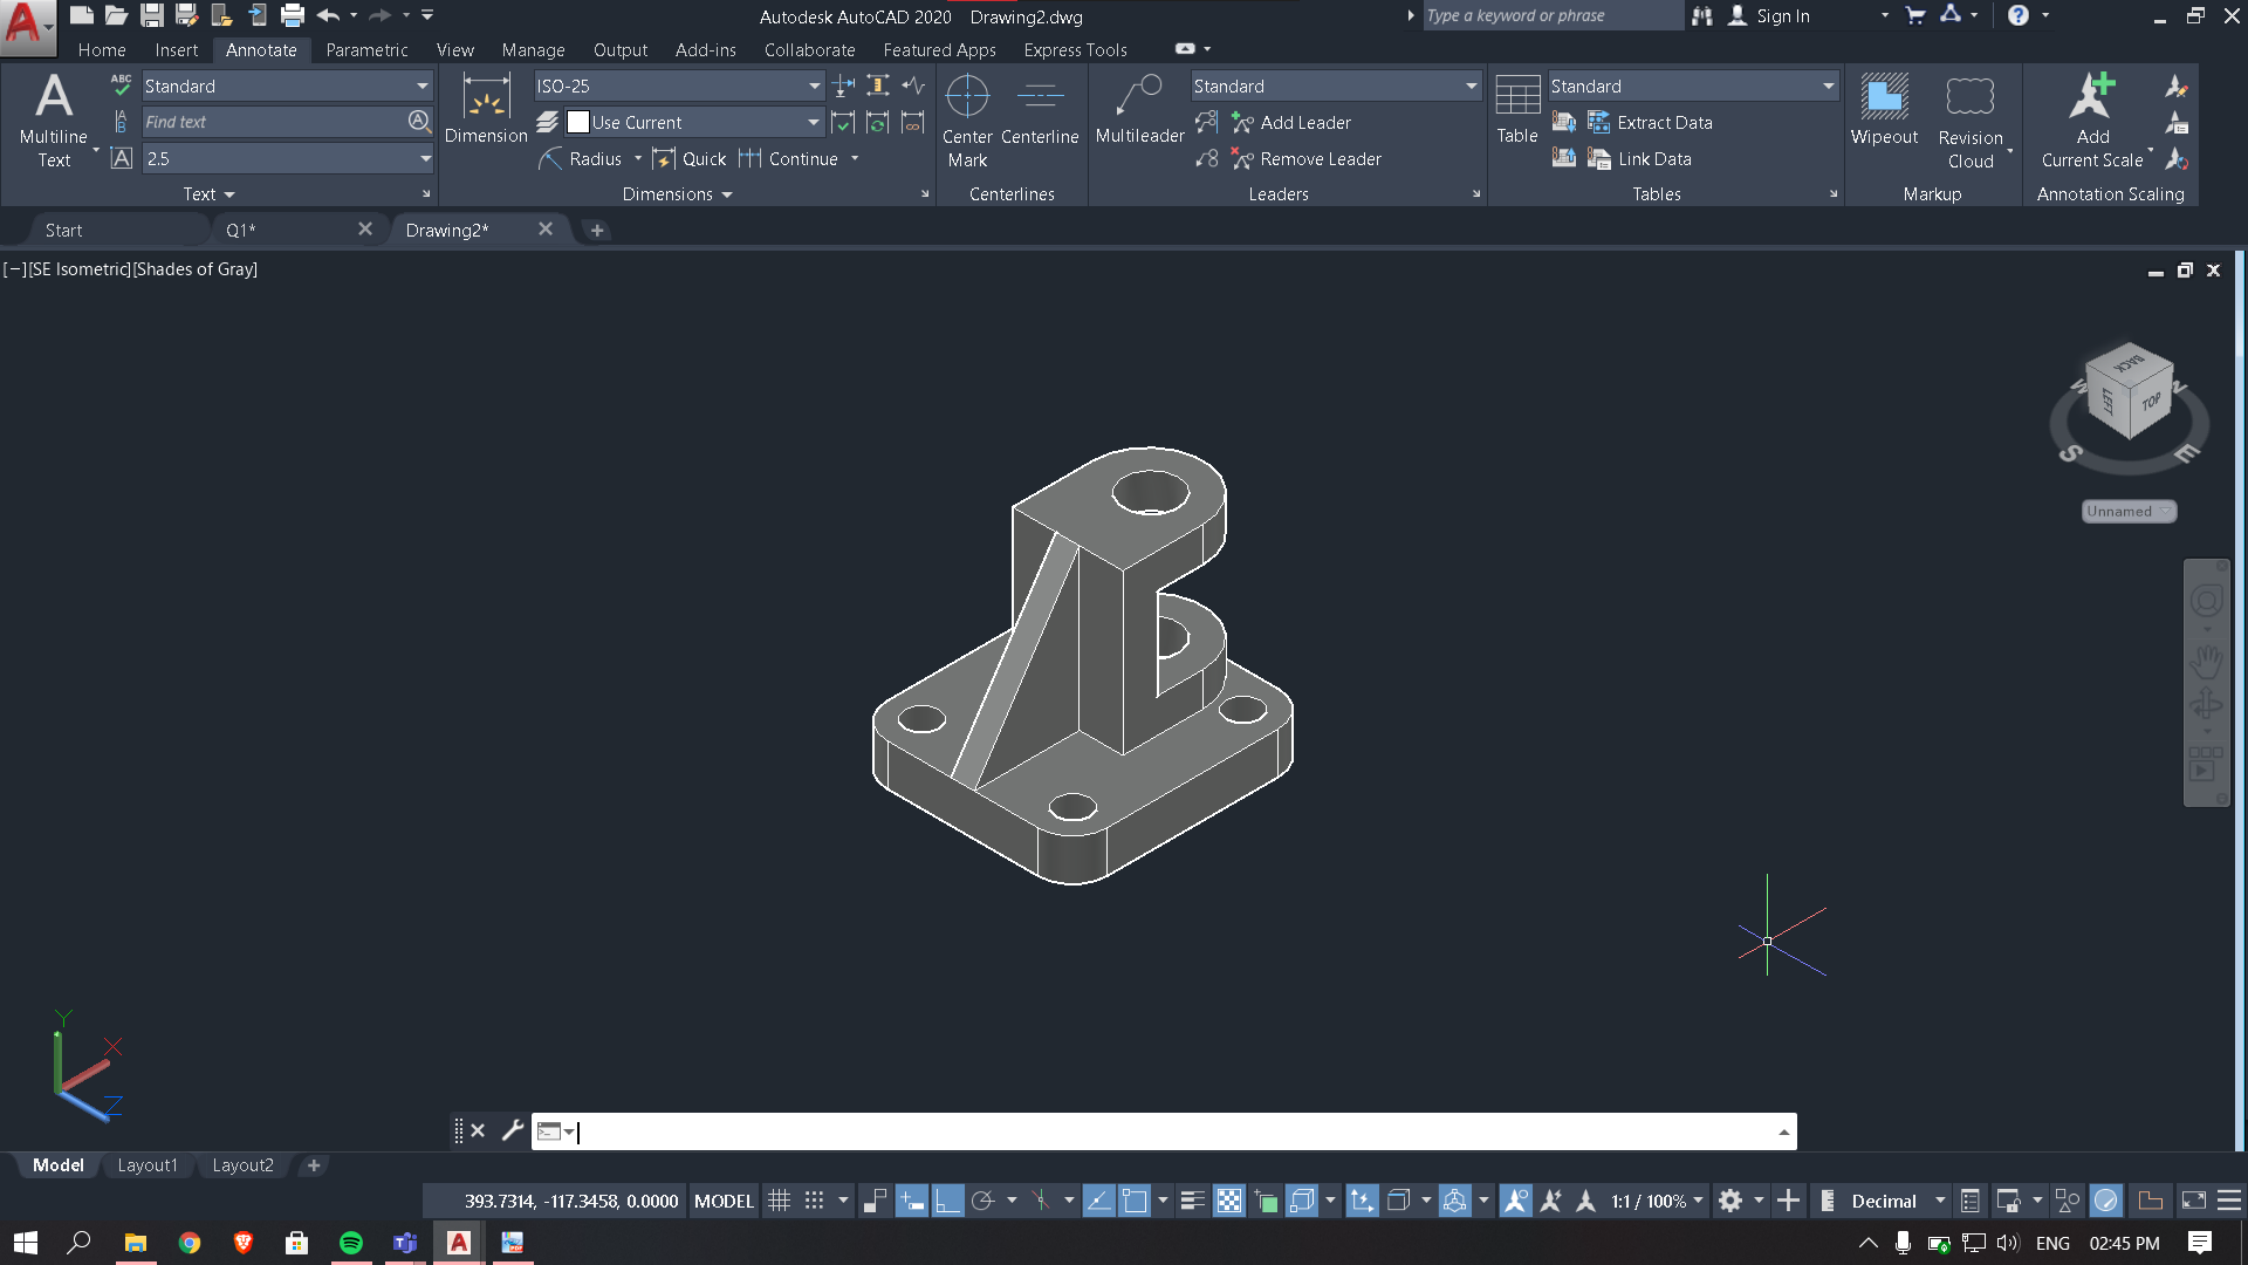 Autodesk AutoCAD 2020 Drawing2.dwg
Type a keyword or phrase
Sign In
Home Insert Annotate Parametric View Manage Output Add-ins Collaborate Featured Apps Express Tools
Multiline
Text
ABC
Standard
A
B
Find text
2.5
Text
Dimension
ISO-25
Use Current
Radius Quick Continue
Dimensions
Center
Mark
Centerline
Centerlines
Multileader
Standard
Add Leader
Remove Leader
Leaders
Table
Standard
Extract Data
Link Data
Tables
Wipeout
Revision
Cloud
Markup
Add
Current Scale
Annotation Scaling
Start Q1* Drawing2*
[−][SE Isometric][Shades of Gray]
BACK
LEFT
TOP
W
N
S
E
Unnamed
Y
X
Z
Model Layout1 Layout2
393.7314, -117.3458, 0.0000 MODEL 1:1 / 100% Decimal
ENG 02:45 PM